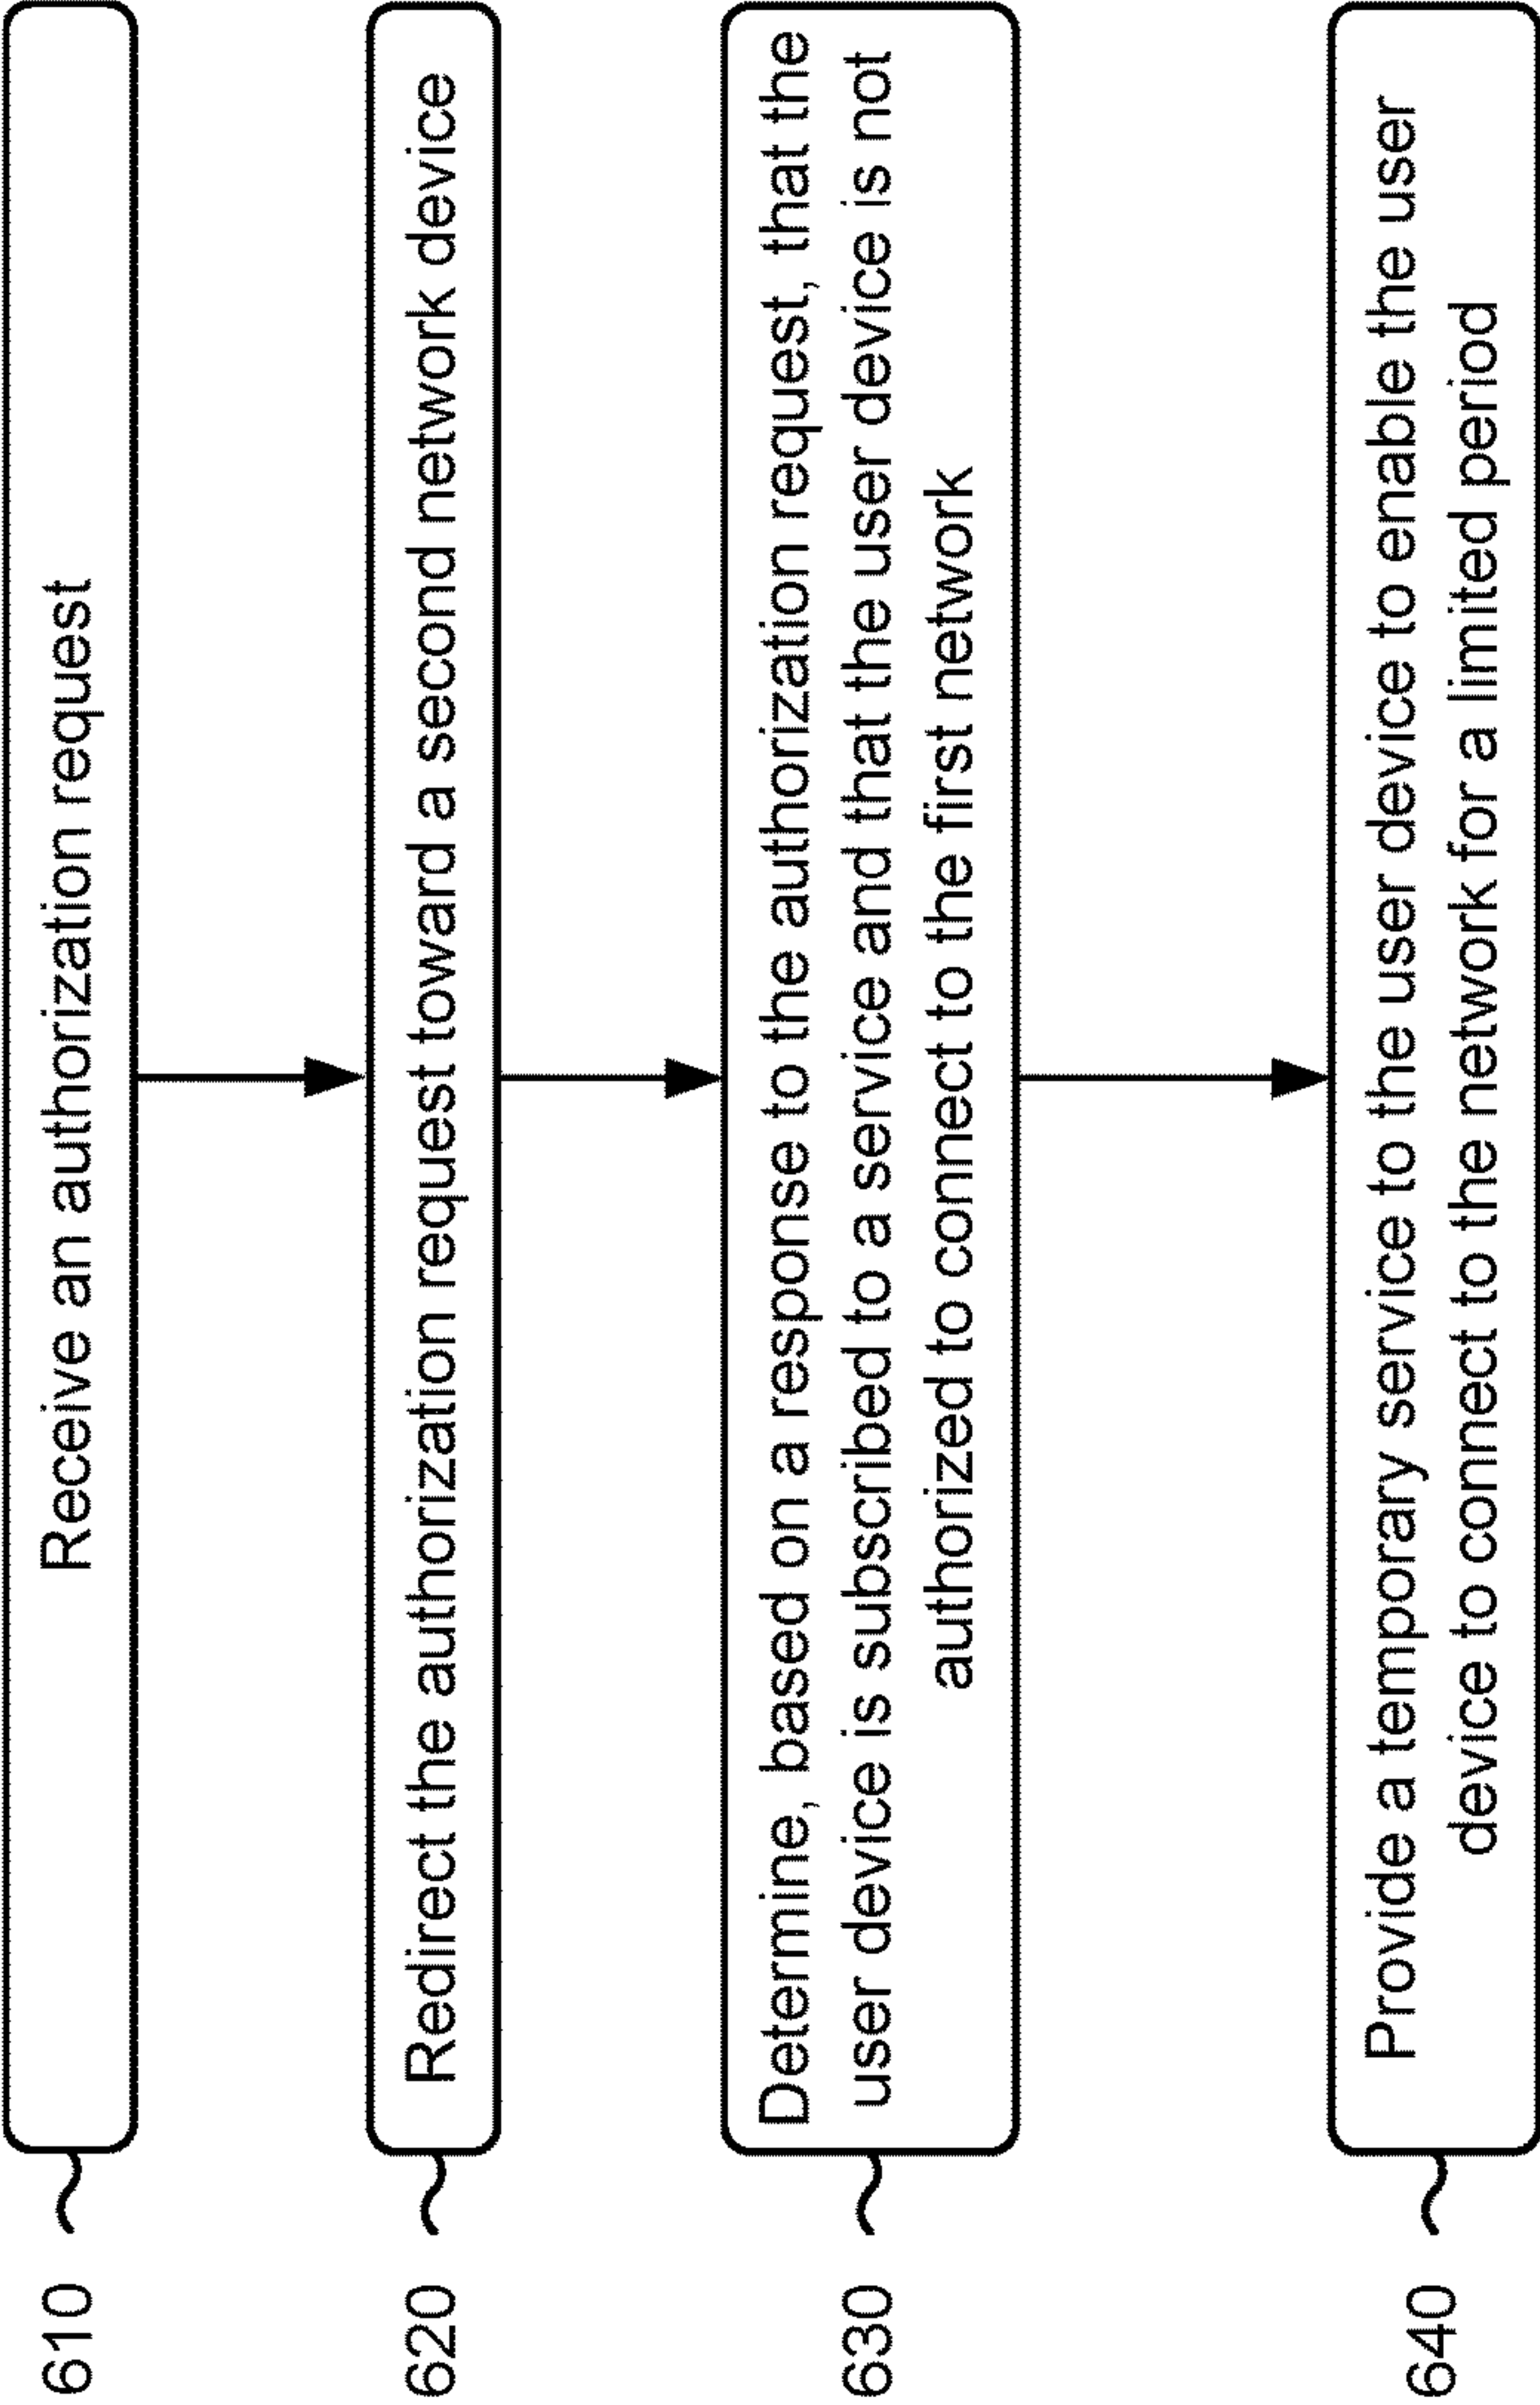 610
Receive an authorization request
620
Redirect the authorization request toward a second network device
630
Determine, based on a response to the authorization request, that the
user device is subscribed to a service and that the user device is not
authorized to connect to the first network
640
Provide a temporary service to the user device to enable the user
device to connect to the network for a limited period